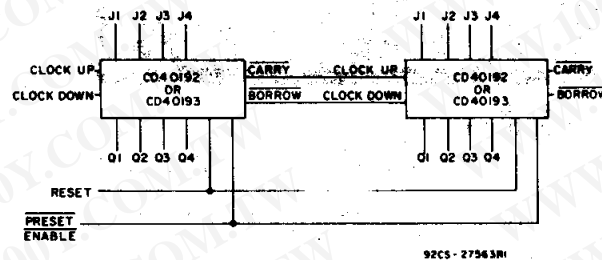 J1 J2 J3 J4
J1 J2 J3 J4
CLOCK UP
CD40192
OR
CD40193
CARRY
CLOCK UP
CD40192
OR
CD40193
CARRY
CLOCK DOWN
BORROW
CLOCK DOWN
BORROW
Q1 Q2 Q3 Q4
Q1 Q2 Q3 Q4
RESET
PRESET
ENABLE
92CS-27563R1